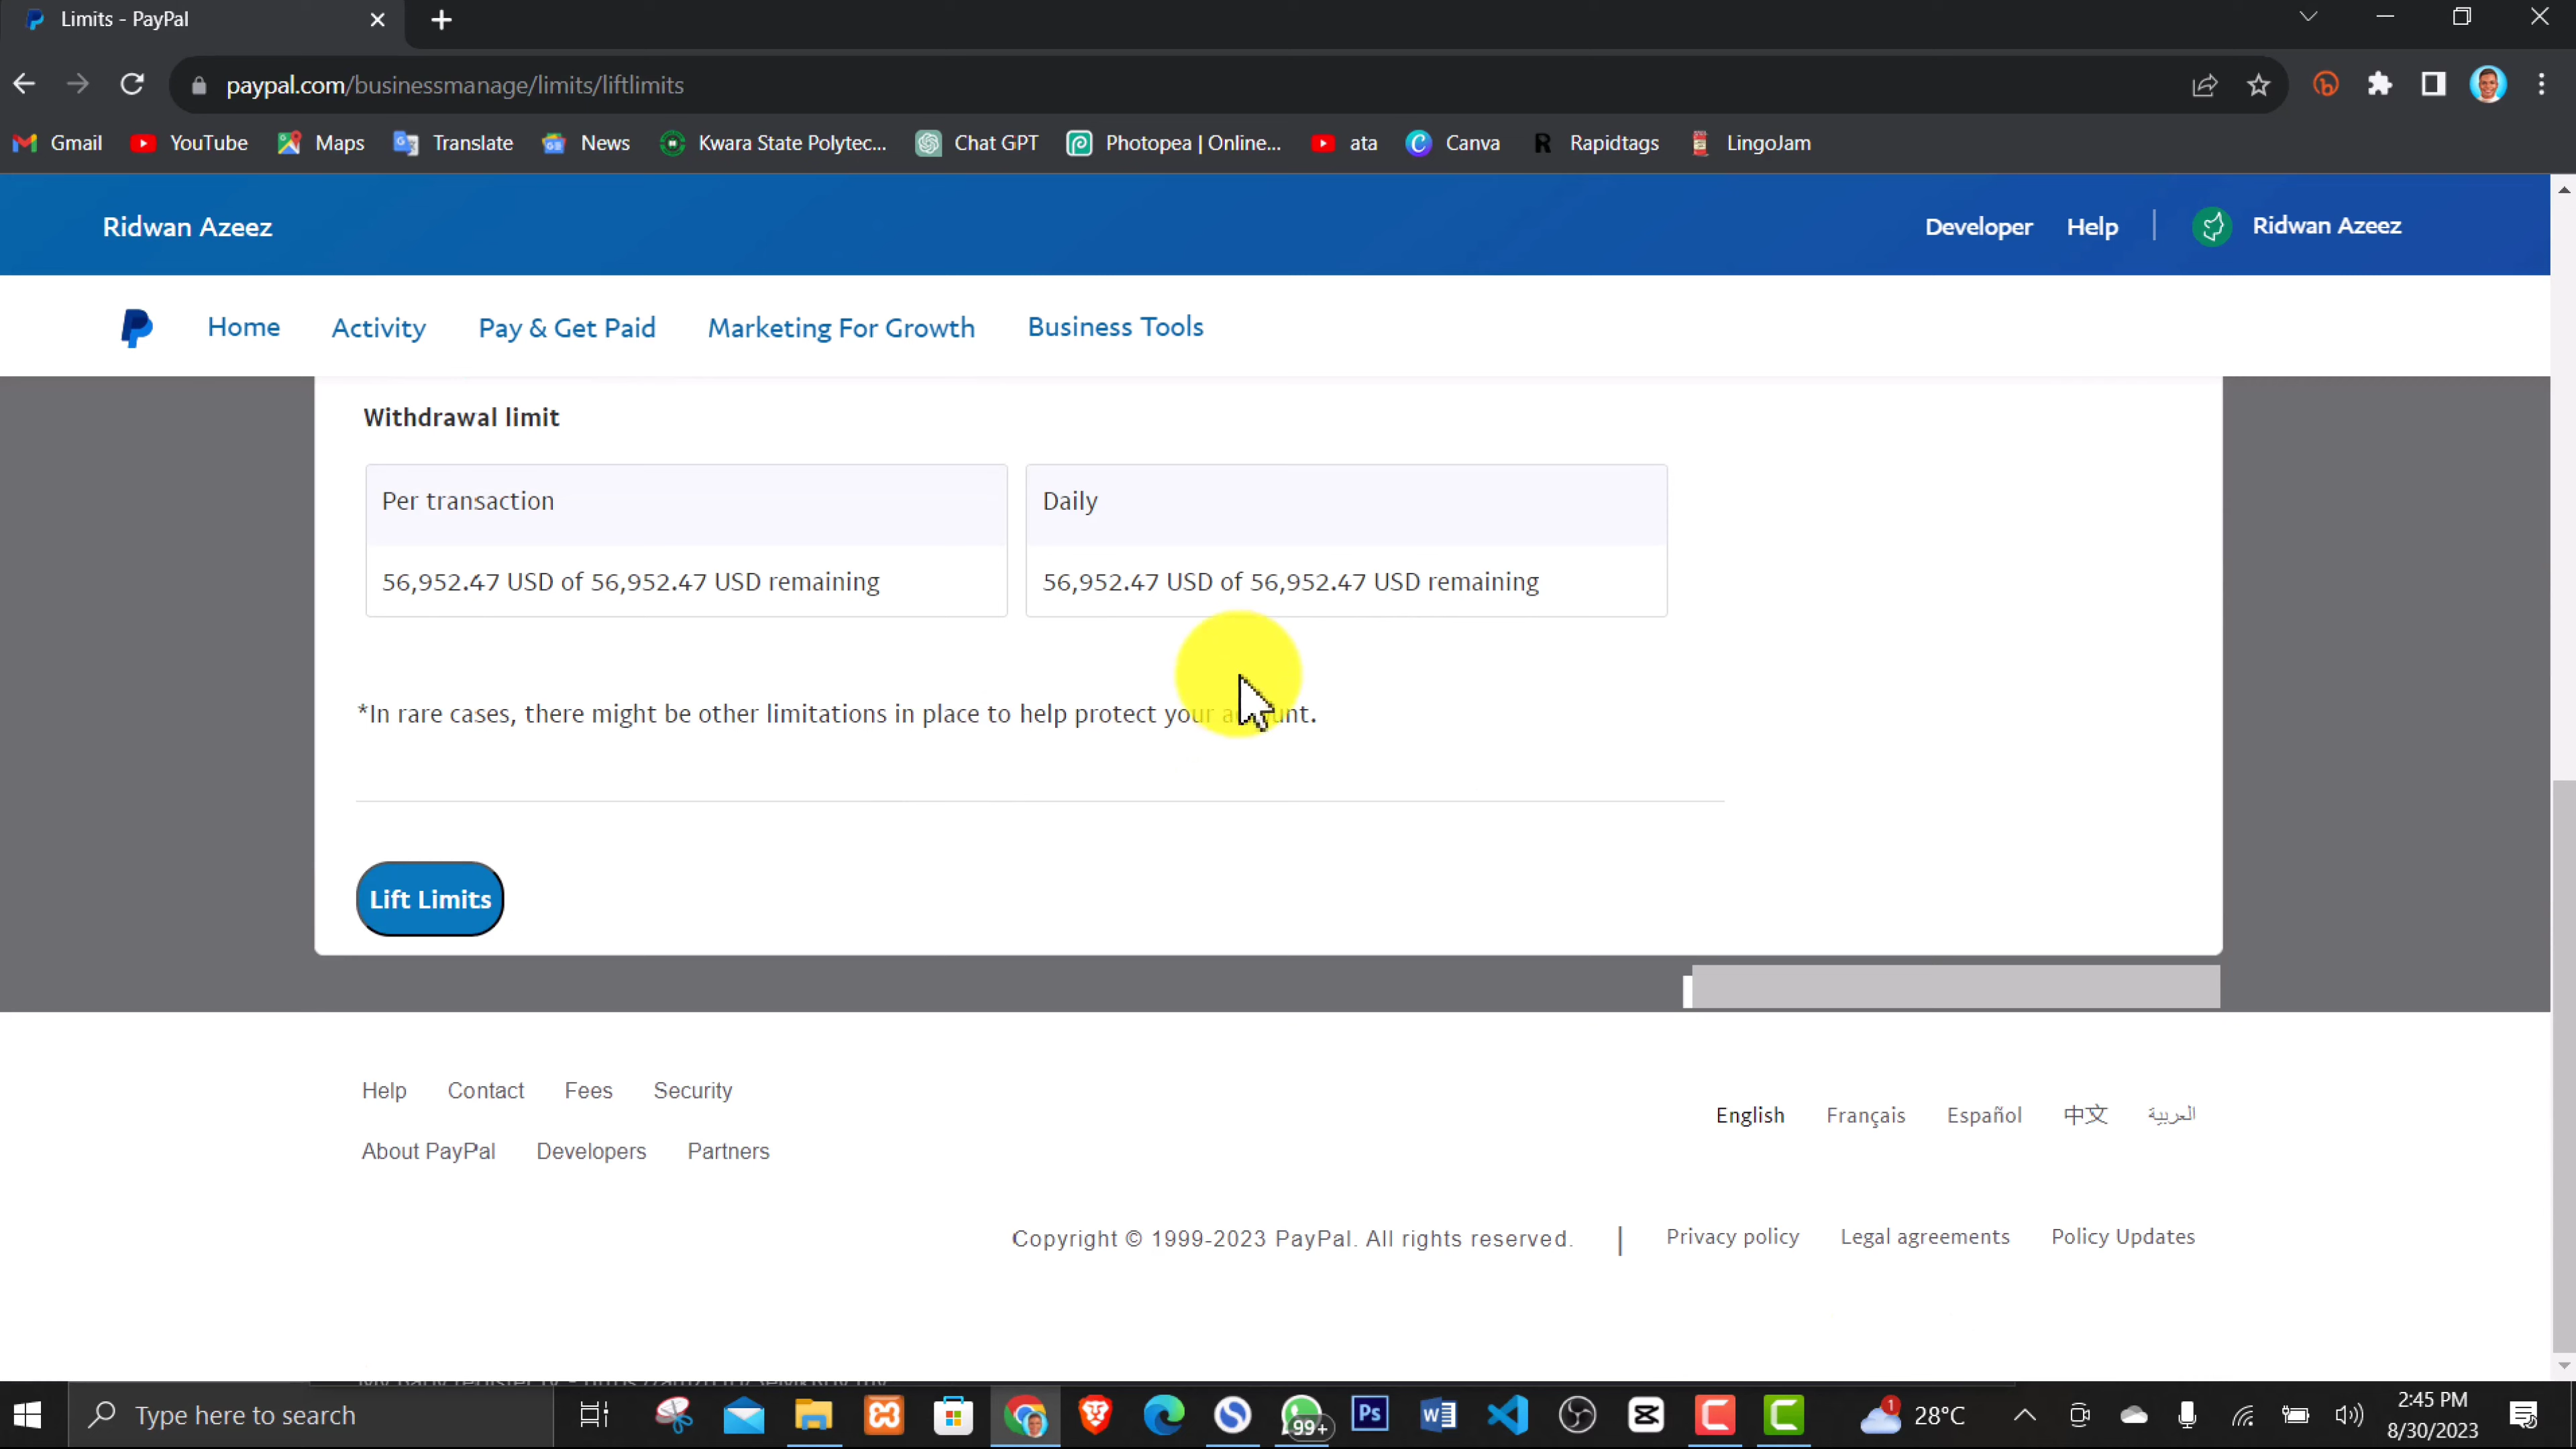 Limits - PayPal
paypal.com/businessmanage/limits/liftlimits
Gmail YouTube Maps Translate News Kwara State Polytec... Chat GPT Photopea | Online... ata Canva Rapidtags LingoJam
Ridwan Azeez Developer Help Ridwan Azeez
Home Activity Pay & Get Paid Marketing For Growth Business Tools
Withdrawal limit
Per transaction Daily
56,952.47 USD of 56,952.47 USD remaining 56,952.47 USD of 56,952.47 USD remaining
*In rare cases, there might be other limitations in place to help protect your account.
Lift Limits
Help Contact Fees Security
English Français Español 中文 العربية
About PayPal Developers Partners
Copyright © 1999-2023 PayPal. All rights reserved. | Privacy policy Legal agreements Policy Updates
Type here to search 99+ Ps 1 28°C 2:45 PM
8/30/2023